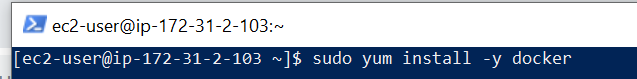 ec2-user@ip-172-31-2-103:~
[ec2-user@ip-172-31-2-103 ~]$ sudo yum install -y docker